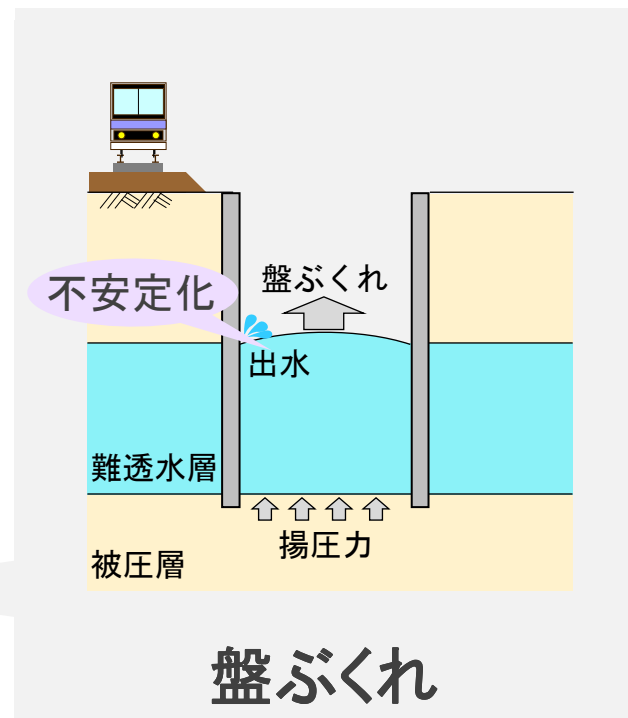 盤ぶくれ
不安定化
出水
難透水層
揚圧力
被圧層
盤ぶくれ